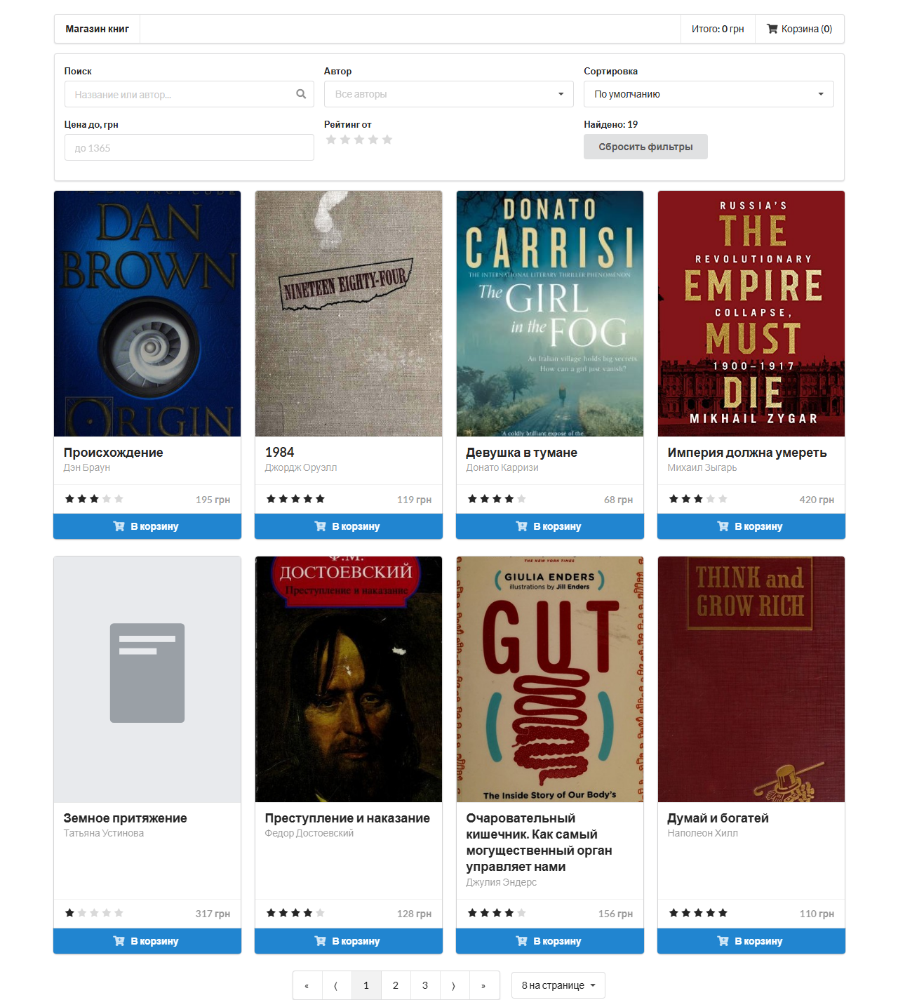 Магазин книг
Итого: 0 грн
Корзина (0)
Поиск
Автор
Сортировка
Название или автор...
Все авторы
По умолчанию
Цена до, грн
Рейтинг от
Найдено: 19
до 1365
Сбросить фильтры
DAN
BROWN
ORIGIN
NINETEEN EIGHTY-FOUR
DONATO
CARRISI
THE INTERNATIONAL LITERARY THRILLER PHENOMENON
The GIRL
in the FOG
An Italian village holds big secrets.
How can a girl just vanish?
'A coldly brilliant exposé of the
RUSSIA'S
THE
REVOLUTIONARY
EMPIRE
COLLAPSE,
MUST
1900–1917
DIE
MIKHAIL ZYGAR
Происхождение
Дэн Браун
195 грн
В корзину
1984
Джордж Оруэлл
119 грн
В корзину
Девушка в тумане
Донато Карризи
68 грн
В корзину
Империя должна умереть
Михаил Зыгарь
420 грн
В корзину
Ф.М.
ДОСТОЕВСКИЙ
Преступление и наказание
THE NEW YORK TIMES
GIULIA ENDERS
illustrations by Jill Enders
GUT
The Inside Story of Our Body's
THINK and
GROW RICH
Земное притяжение
Татьяна Устинова
317 грн
В корзину
Преступление и наказание
Федор Достоевский
128 грн
В корзину
Очаровательный
кишечник. Как самый
могущественный орган
управляет нами
Джулия Эндерс
156 грн
В корзину
Думай и богатей
Наполеон Хилл
110 грн
В корзину
« ⟨ 1 2 3 ⟩ »
8 на странице